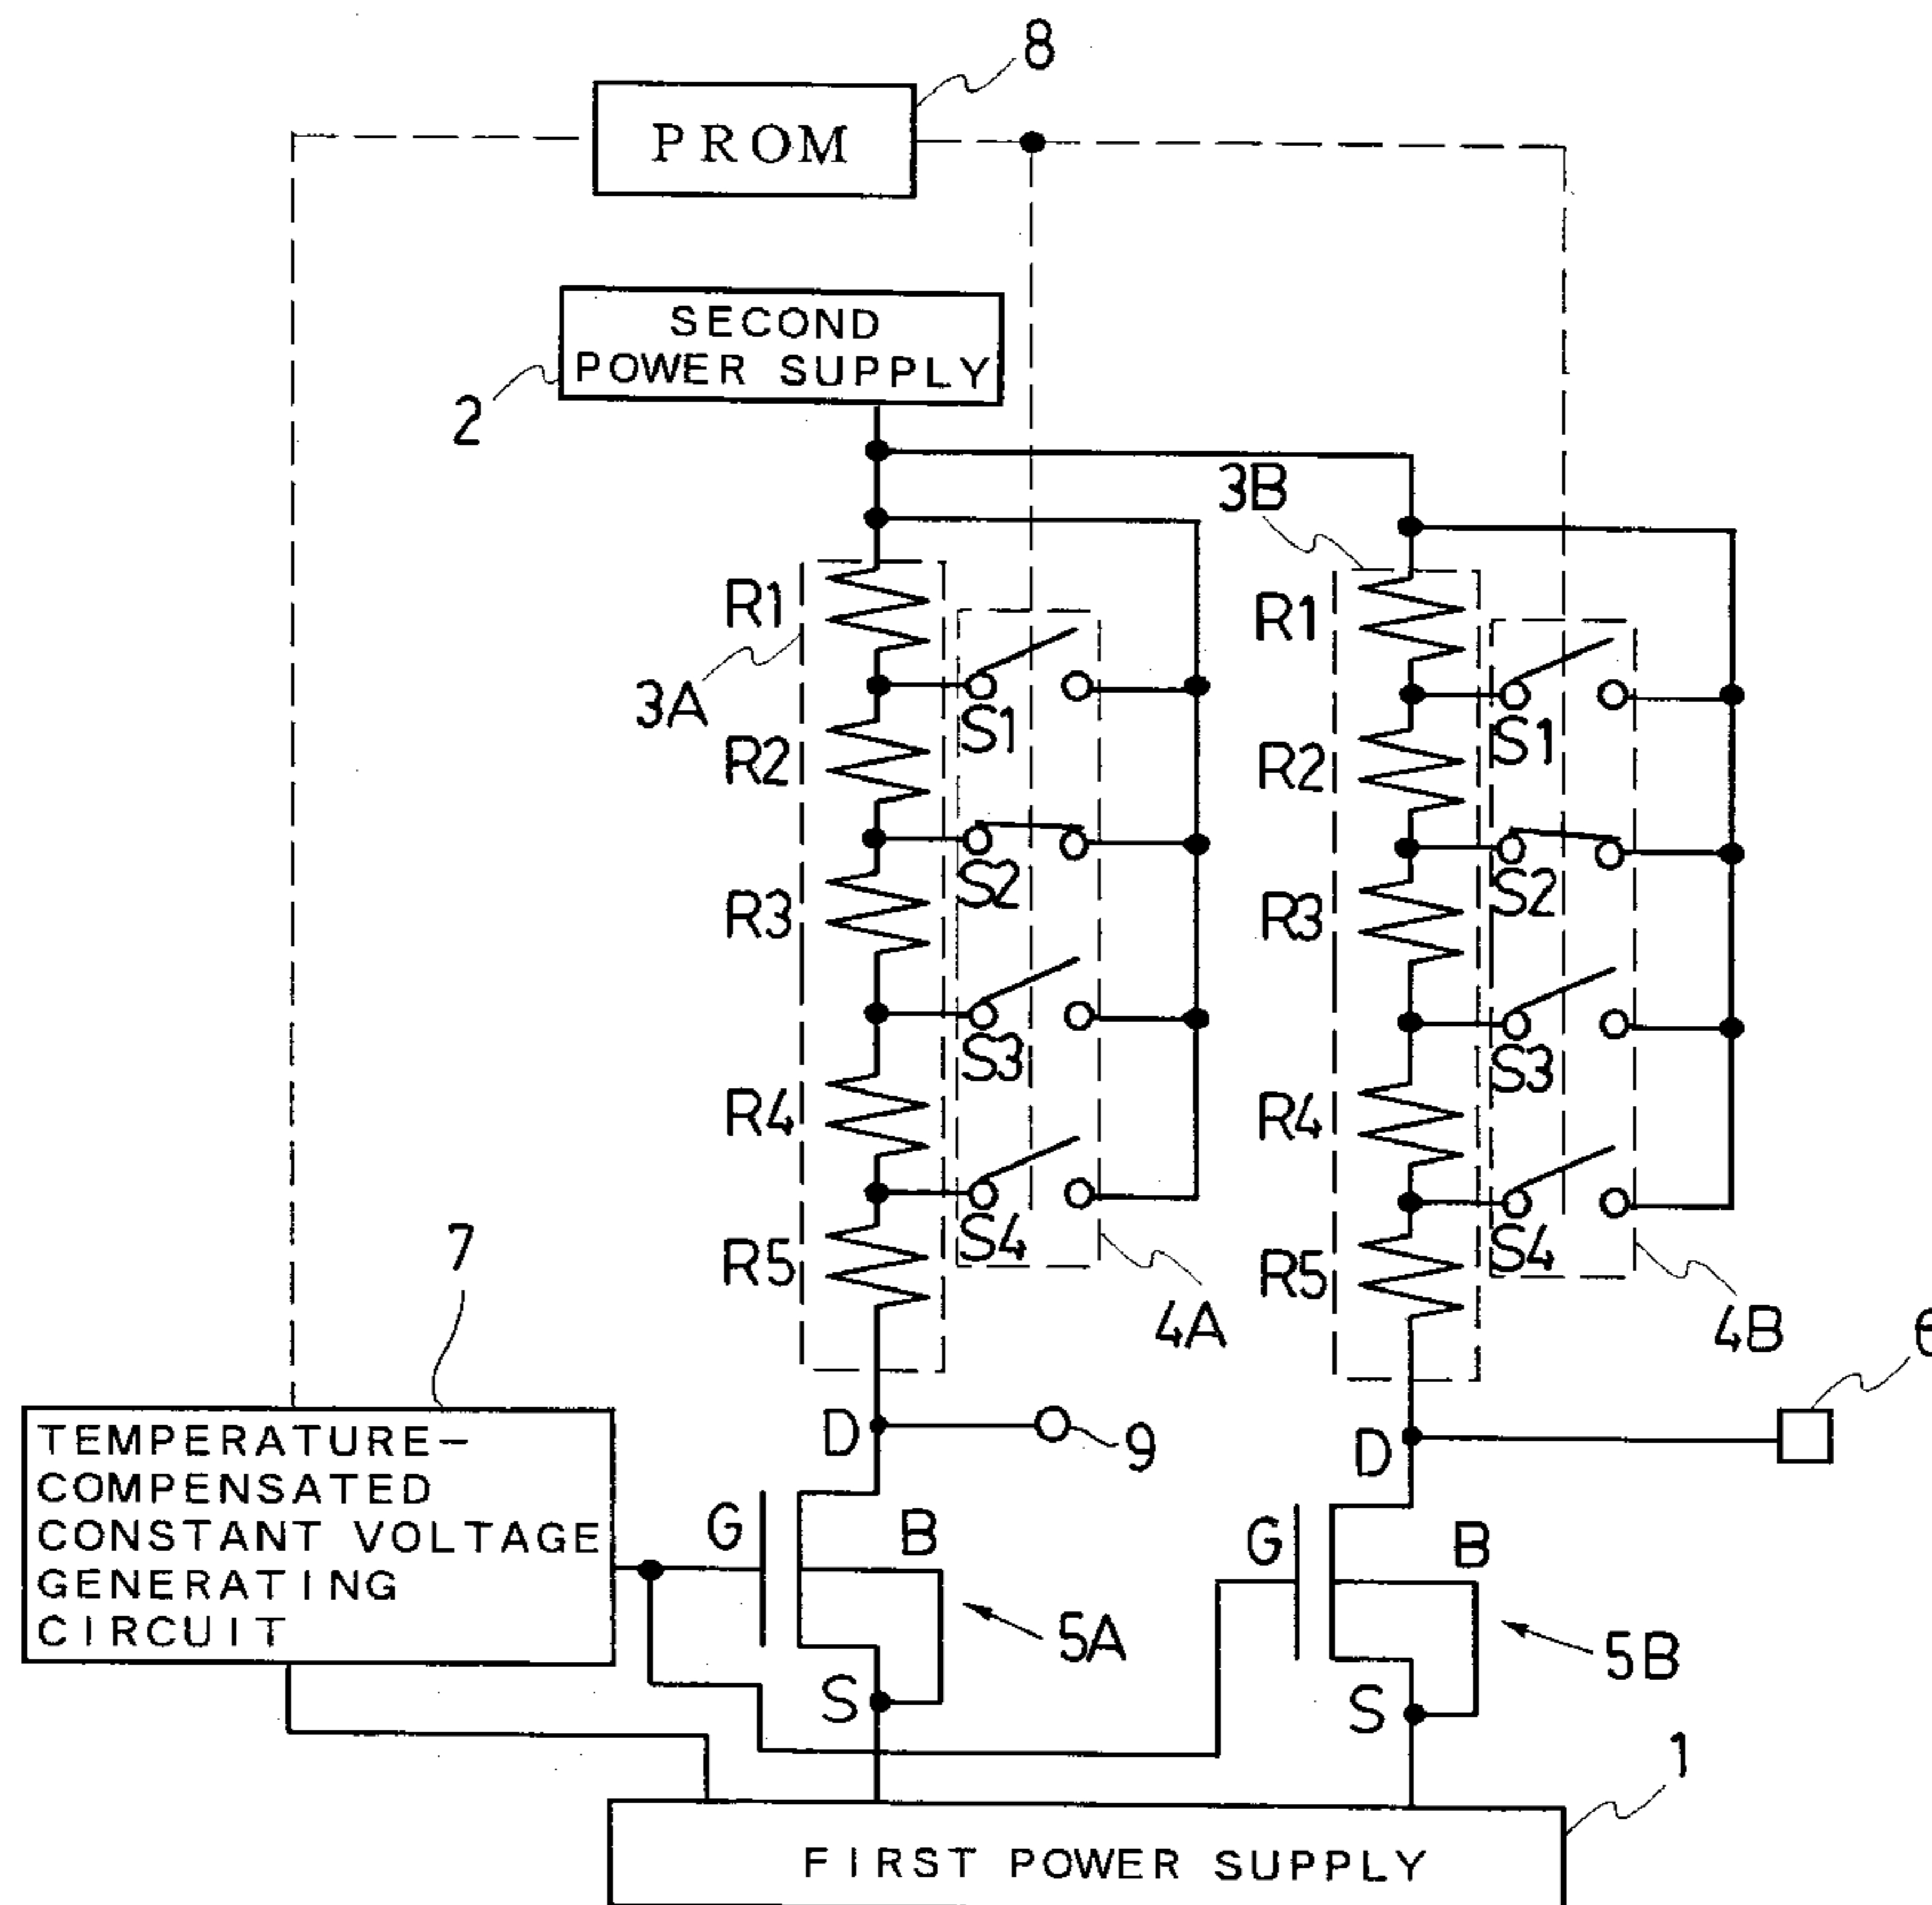 8
PROM
SECOND
POWER SUPPLY
2
3B
R1
R1
3A
S1
S1
R2
R2
S2
S2
R3
R3
S3
S3
R4
R4
S4
S4
R5
R5
4A
4B
7
D
9
D
TEMPERATURE-
COMPENSATED
CONSTANT VOLTAGE
GENERATING
CIRCUIT
G
B
G
B
5A
5B
S
S
1
FIRST POWER SUPPLY